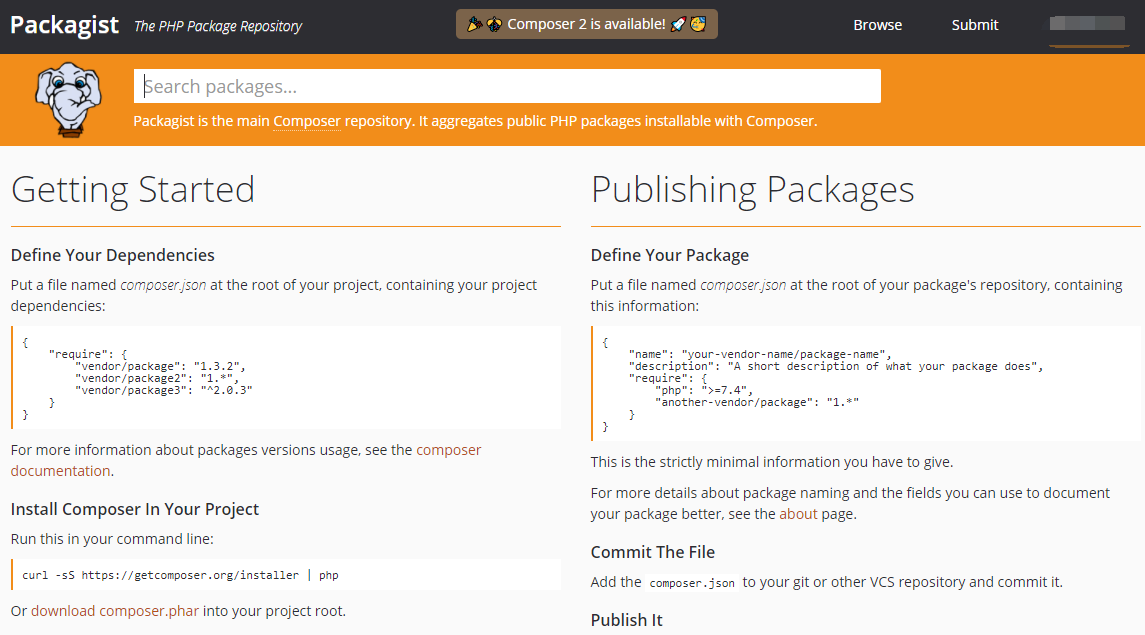 Packagist The PHP Package Repository
Composer 2 is available!
Browse Submit
Search packages...
Packagist is the main Composer repository. It aggregates public PHP packages installable with Composer.
Getting Started
Define Your Dependencies
Put a file named composer.json at the root of your project, containing your project
dependencies:
{
    "require": {
        "vendor/package": "1.3.2",
        "vendor/package2": "1.*",
        "vendor/package3": "^2.0.3"
    }
}
For more information about packages versions usage, see the composer
documentation.
Install Composer In Your Project
Run this in your command line:
curl -sS https://getcomposer.org/installer | php
Or download composer.phar into your project root.
Publishing Packages
Define Your Package
Put a file named composer.json at the root of your package's repository, containing
this information:
{
    "name": "your-vendor-name/package-name",
    "description": "A short description of what your package does",
    "require": {
        "php": ">=7.4",
        "another-vendor/package": "1.*"
    }
}
This is the strictly minimal information you have to give.
For more details about package naming and the fields you can use to document
your package better, see the about page.
Commit The File
Add the composer.json to your git or other VCS repository and commit it.
Publish It